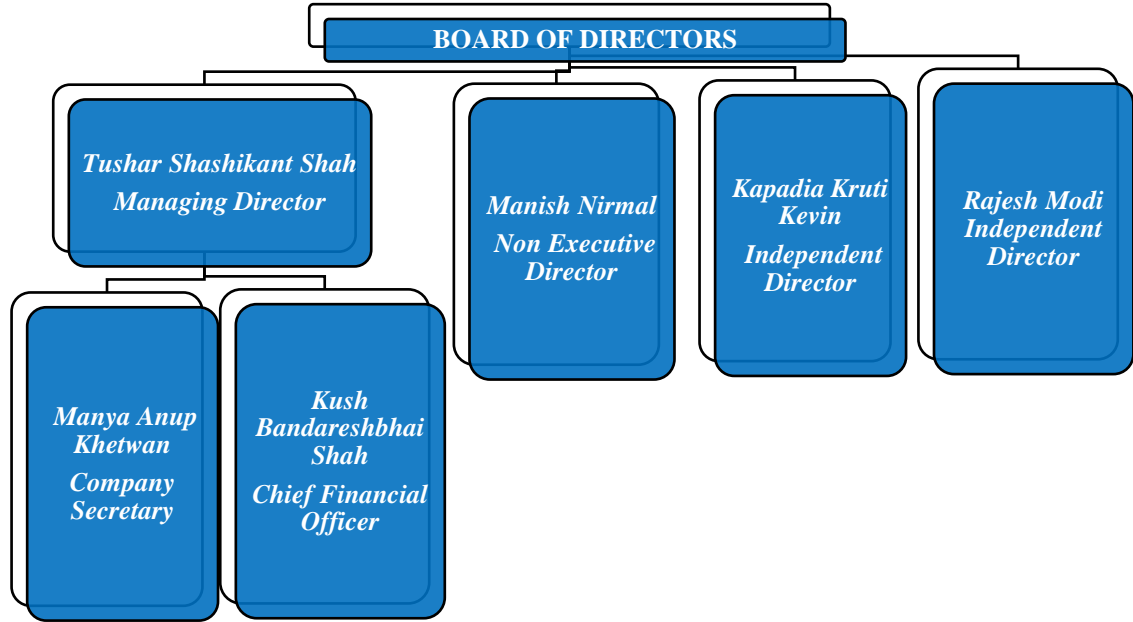 BOARD OF DIRECTORS
Tushar Shashikant Shah
Managing Director
Manish Nirmal
Non Executive
Director
Kapadia Kruti
Kevin
Independent
Director
Rajesh Modi
Independent
Director
Manya Anup
Khetwan
Company
Secretary
Kush
Bandareshbhai
Shah
Chief Financial
Officer